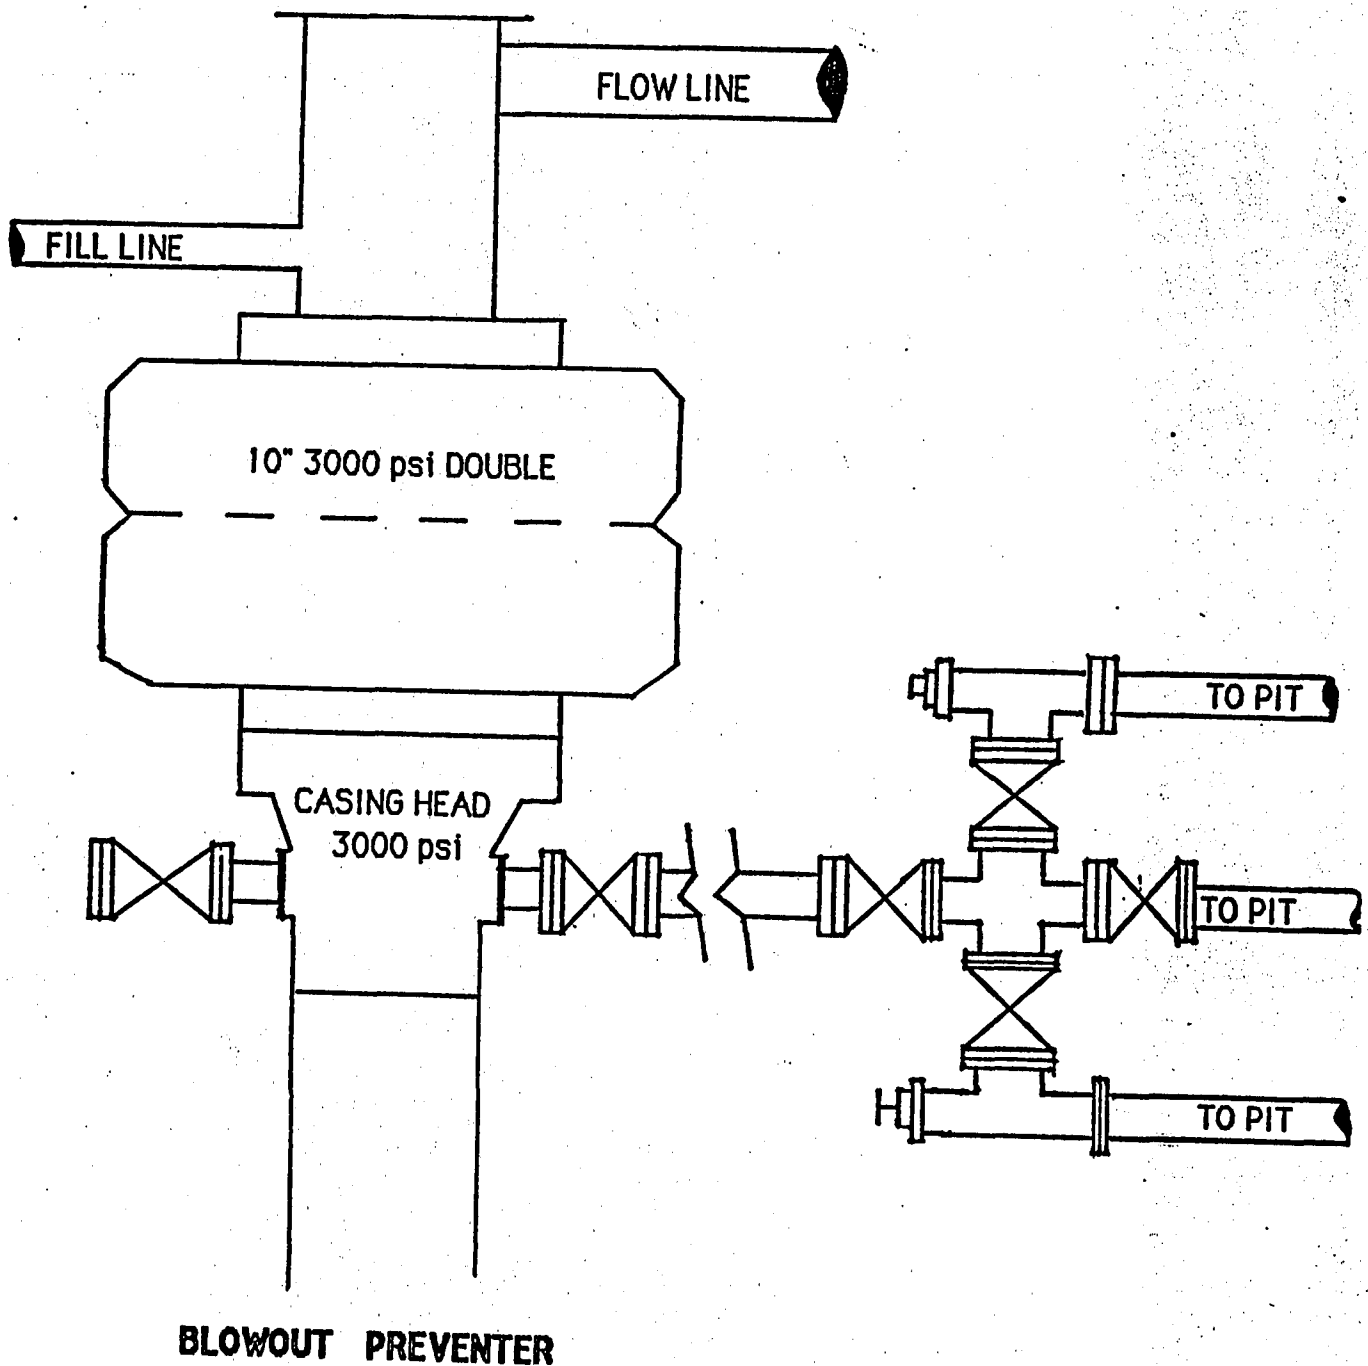 FLOW LINE
FILL LINE
10" 3000 psi DOUBLE
TO PIT
CASING HEAD
3000 psi
TO PIT
TO PIT
BLOWOUT PREVENTER